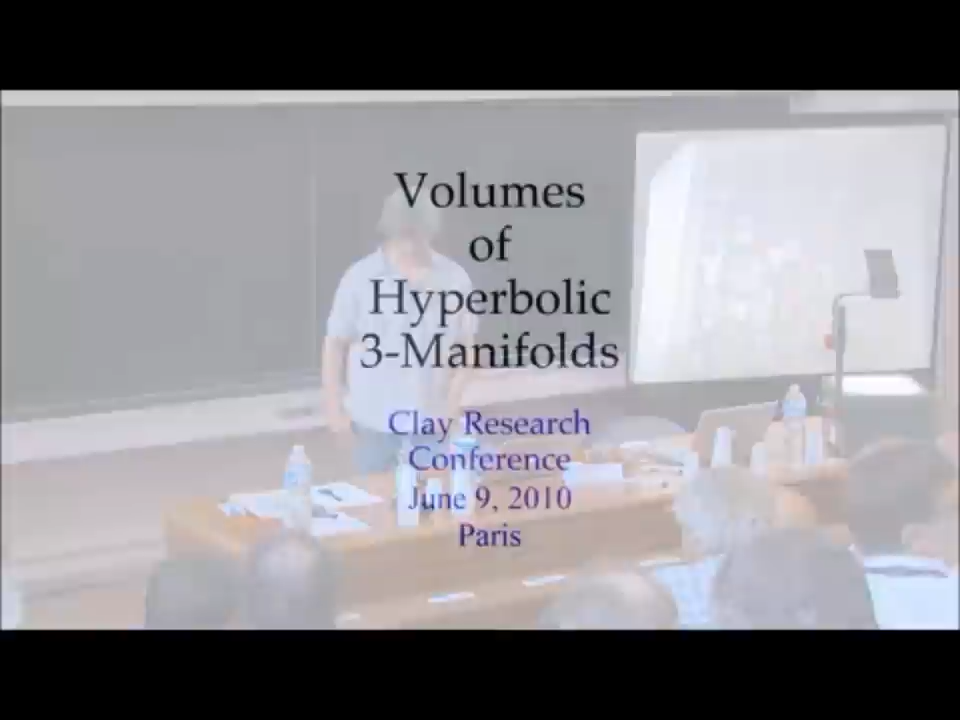 Volumes
of
Hyperbolic
3-Manifolds
Clay Research
Conference
June 9, 2010
Paris